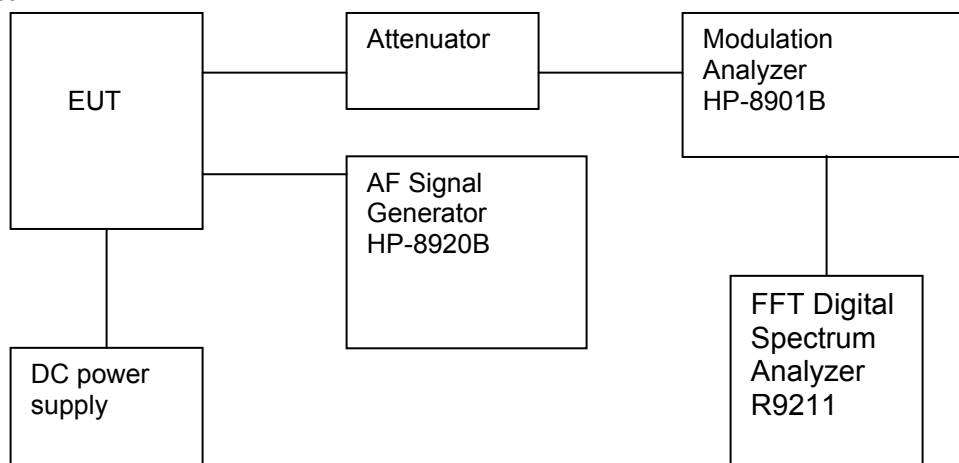 EUT
Attenuator
Modulation
Analyzer
HP-8901B
AF Signal
Generator
HP-8920B
FFT Digital
Spectrum
Analyzer
R9211
DC power
supply